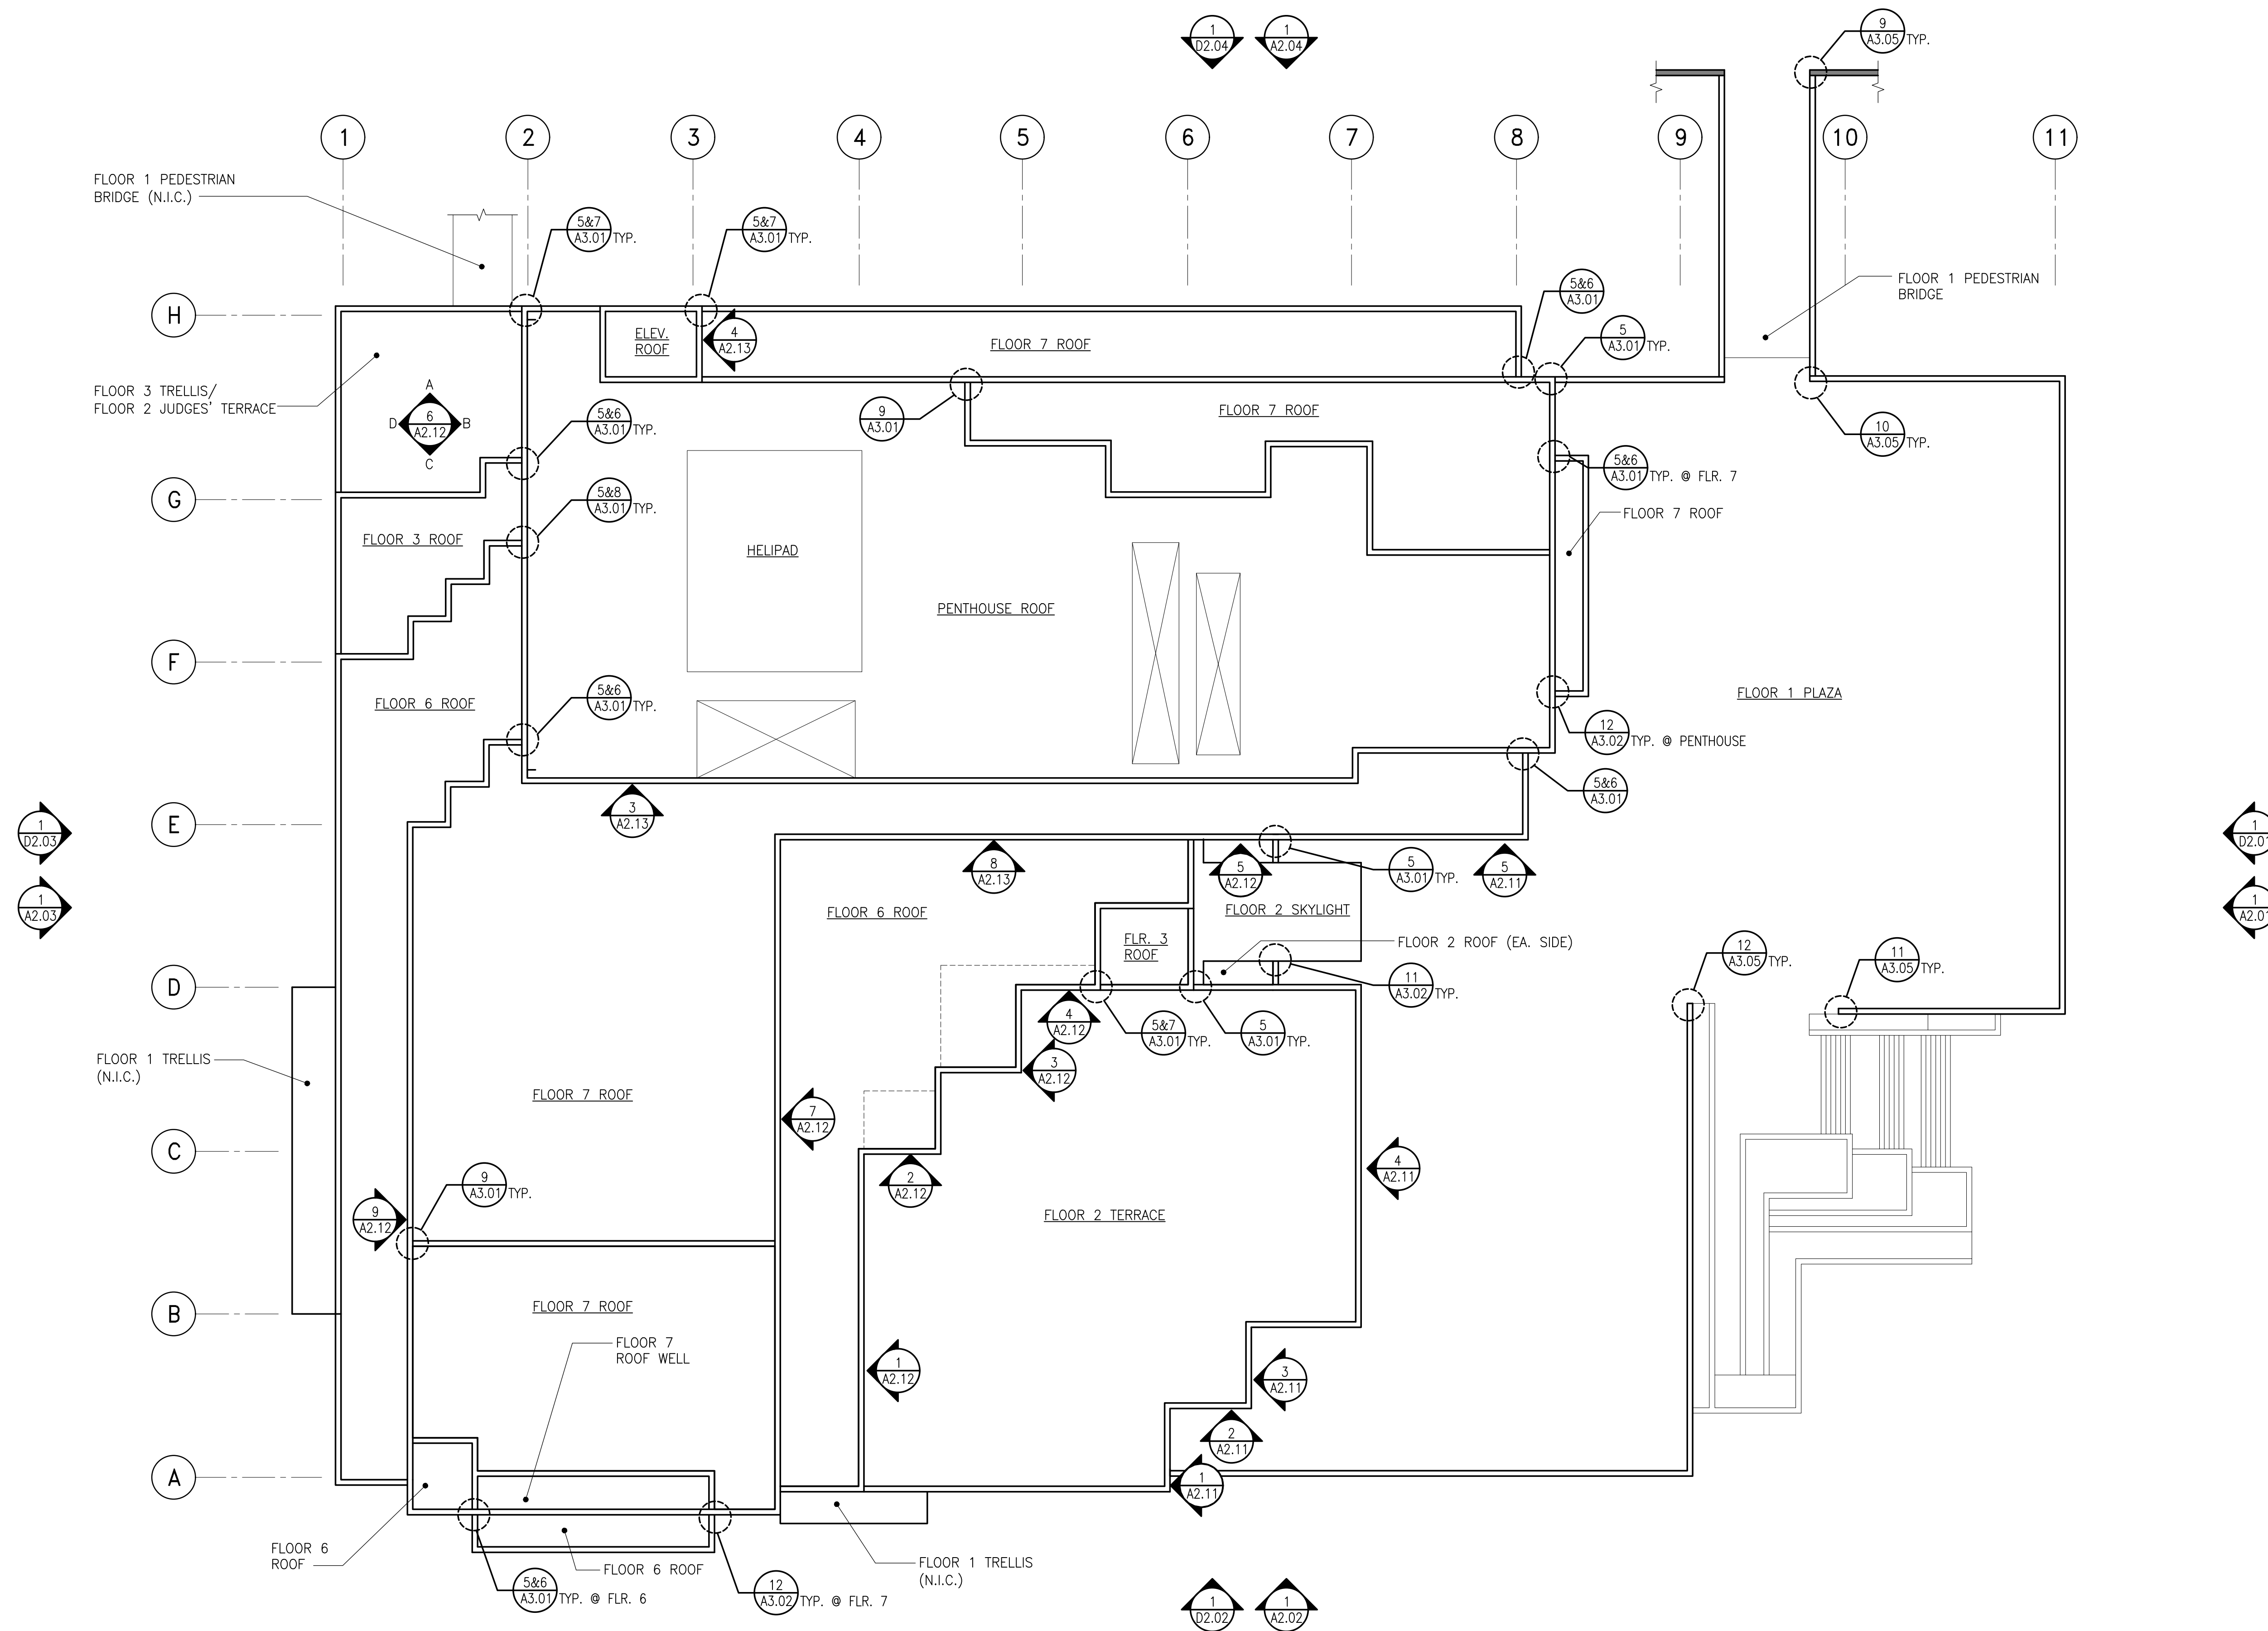 1
D2.04
1
A2.04
9
A3.05 TYP.
1
2
3
4
5
6
7
8
9
10
11
FLOOR 1 PEDESTRIAN
BRIDGE (N.I.C.)
5&7
A3.01 TYP.
5&7
A3.01 TYP.
5&6
A3.01
FLOOR 1 PEDESTRIAN
BRIDGE
H
ELEV.
ROOF
4
A2.13
FLOOR 7 ROOF
5
A3.01 TYP.
FLOOR 3 TRELLIS/
FLOOR 2 JUDGES' TERRACE
A
D
6
A2.12
B
C
5&6
A3.01 TYP.
9
A3.01
FLOOR 7 ROOF
10
A3.05 TYP.
5&6
A3.01 TYP. @ FLR. 7
G
5&8
A3.01 TYP.
FLOOR 7 ROOF
FLOOR 3 ROOF
HELIPAD
PENTHOUSE ROOF
F
FLOOR 6 ROOF
5&6
A3.01 TYP.
FLOOR 1 PLAZA
12
A3.02 TYP. @ PENTHOUSE
5&6
A3.01
3
A2.13
E
1
D2.03
1
D2.01
8
A2.13
5
A2.12
5
A3.01 TYP.
5
A2.11
1
A2.03
1
A2.01
FLOOR 6 ROOF
FLOOR 2 SKYLIGHT
FLR. 3
ROOF
FLOOR 2 ROOF (EA. SIDE)
12
A3.05 TYP.
11
A3.05 TYP.
D
11
A3.02 TYP.
4
A2.12
5&7
A3.01 TYP.
5
A3.01 TYP.
FLOOR 1 TRELLIS
(N.I.C.)
3
A2.12
FLOOR 7 ROOF
7
A2.12
C
4
A2.11
9
A3.01 TYP.
2
A2.12
9
A2.12
FLOOR 2 TERRACE
B
FLOOR 7 ROOF
FLOOR 7
ROOF WELL
1
A2.12
3
A2.11
2
A2.11
A
1
A2.11
FLOOR 6
ROOF
FLOOR 6 ROOF
FLOOR 1 TRELLIS
(N.I.C.)
5&6
A3.01 TYP. @ FLR. 6
12
A3.02 TYP. @ FLR. 7
1
D2.02
1
A2.02